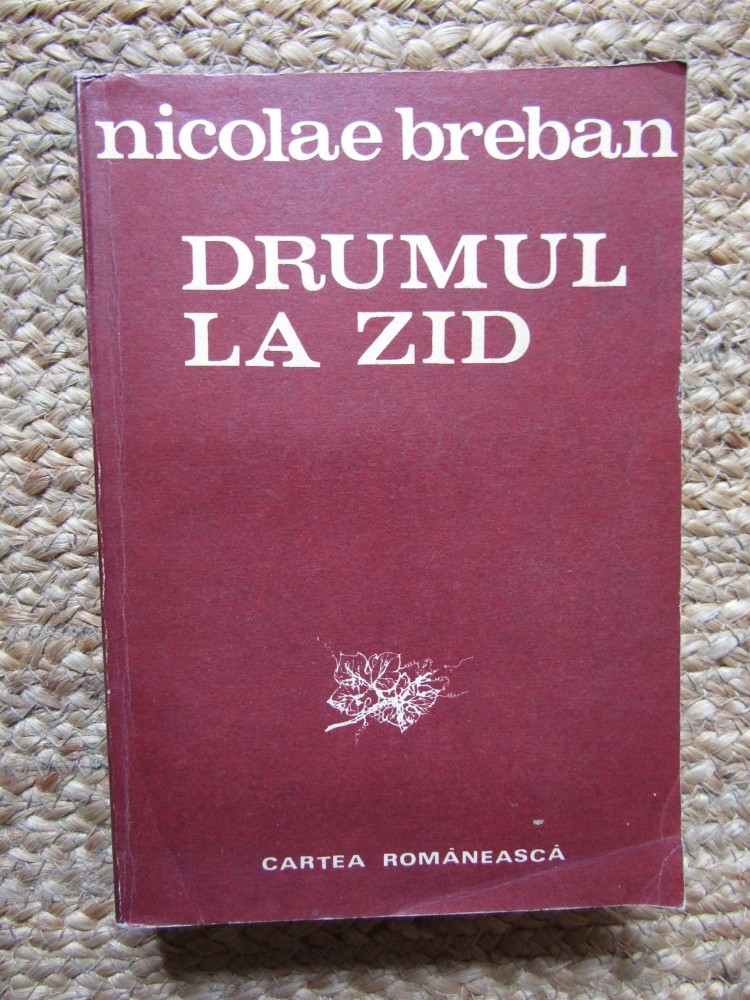 nicolae breban
DRUMUL
LA ZID
CARTEA ROMÂNEASCĂ